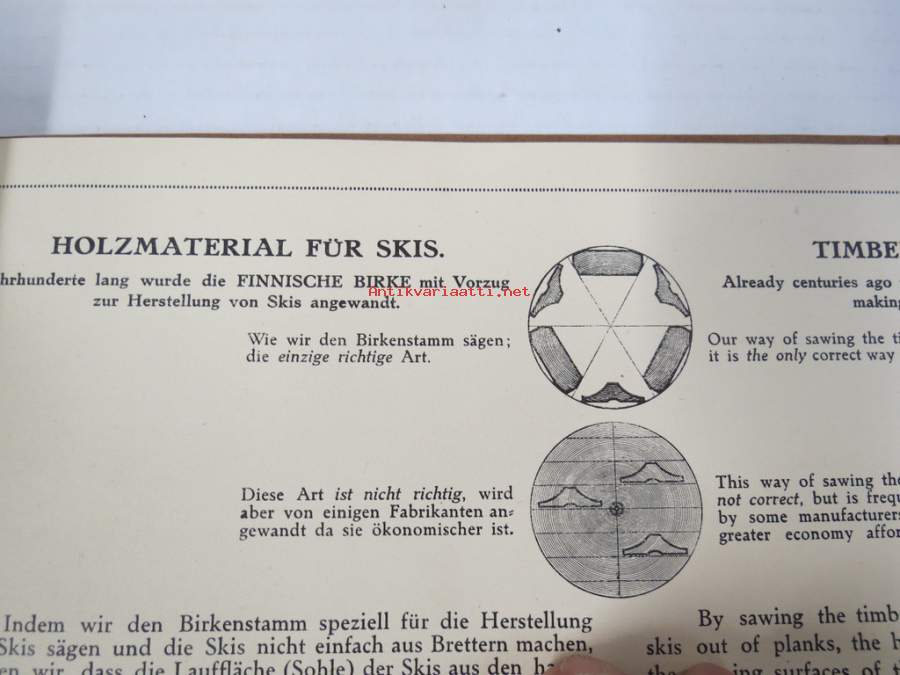 HOLZMATERIAL FÜR SKIS.
hrhunderte lang wurde die FINNISCHE BIRKE mit Vorzug
zur Herstellung von Skis angewandt.
Wie wir den Birkenstamm sägen;
die einzige richtige Art.
Diese Art ist nicht richtig, wird
aber von einigen Fabrikanten an=
gewandt da sie ökonomischer ist.
Indem wir den Birkenstamm speziell für die Herstellung
Skis sägen und die Skis nicht einfach aus Brettern machen,
en wir, dass die Lauffläche (Sohle) der Skis aus den
Antikvariaatti.net
TIMBE
Already centuries ago
making
Our way of sawing the
it is the only correct way
This way of sawing the
not correct, but is
by some manufacturers
greater economy
By sawing the
skis out of planks, the
surfaces of